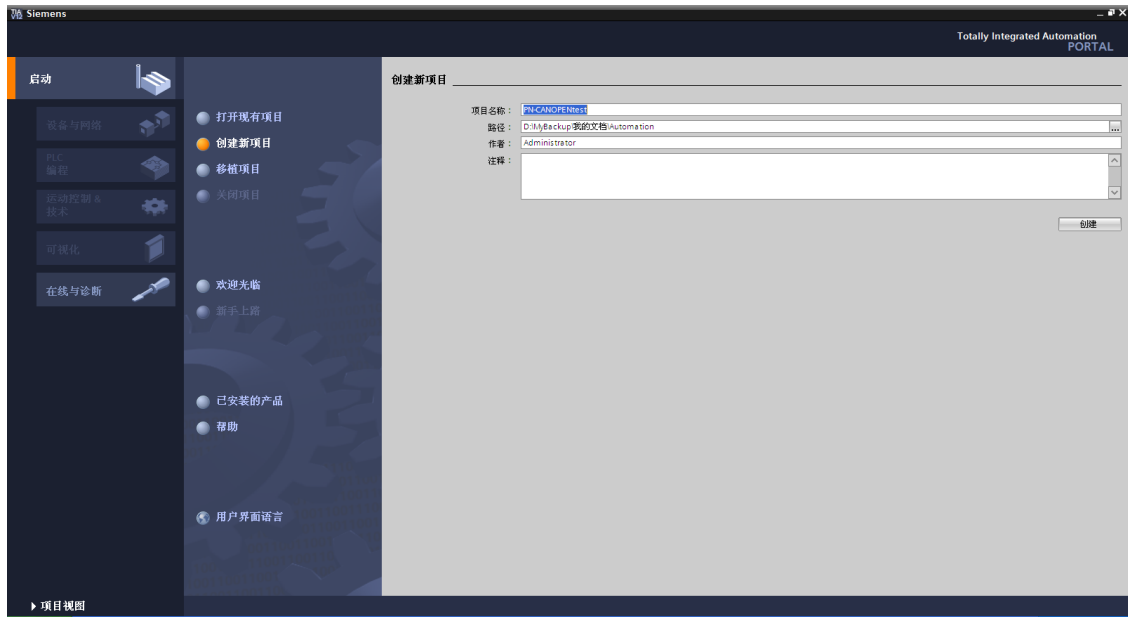 Siemens
Totally Integrated Automation
PORTAL
启动
设备与网络
PLC
编程
运动控制 &
技术
可视化
在线与诊断
打开现有项目
创建新项目
移植项目
关闭项目
欢迎光临
新手上路
已安装的产品
帮助
用户界面语言
创建新项目
项目名称： PN-CANOPENtest
路径： D:\MyBackup\我的文档\Automation
...
作者： Administrator
注释：
创建
项目视图